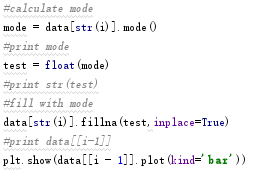 #calculate mode
mode = data[str(i)].mode()
#print mode
test = float(mode)
#print str(test)
#fill with mode
data[str(i)].fillna(test,inplace=True)
#print data[[i-1]]
plt.show(data[[i - 1]].plot(kind='bar'))